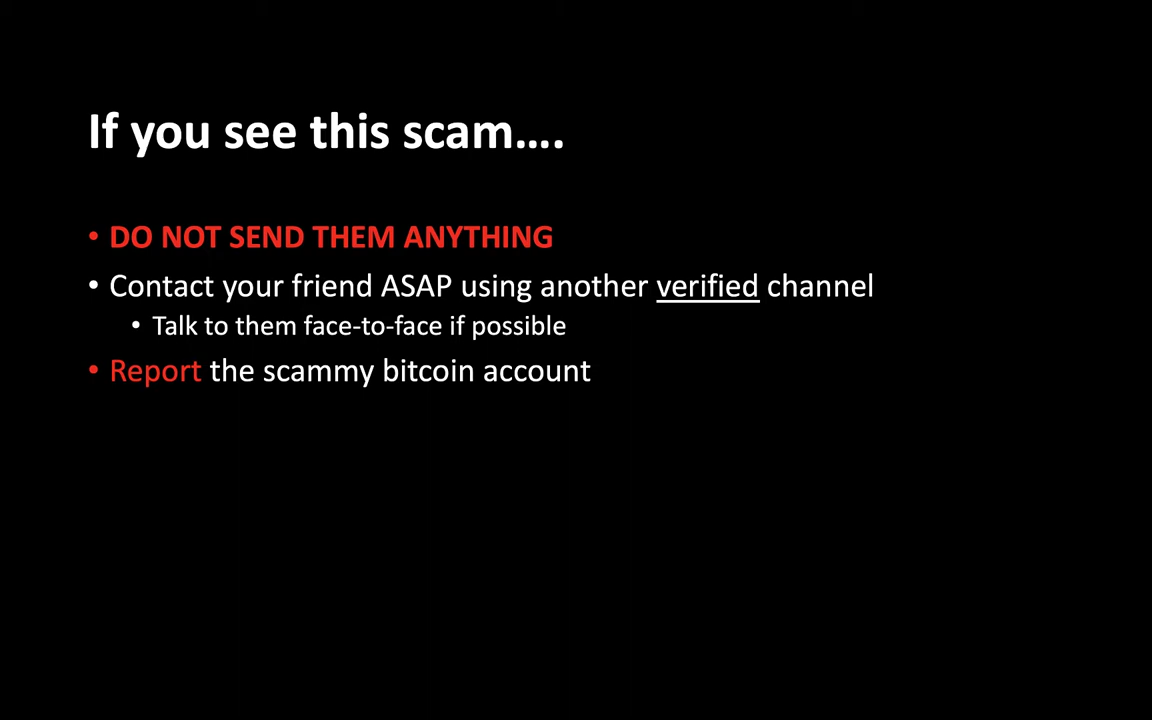 If you see this scam....
• DO NOT SEND THEM ANYTHING
• Contact your friend ASAP using another verified channel
• Talk to them face-to-face if possible
• Report the scammy bitcoin account